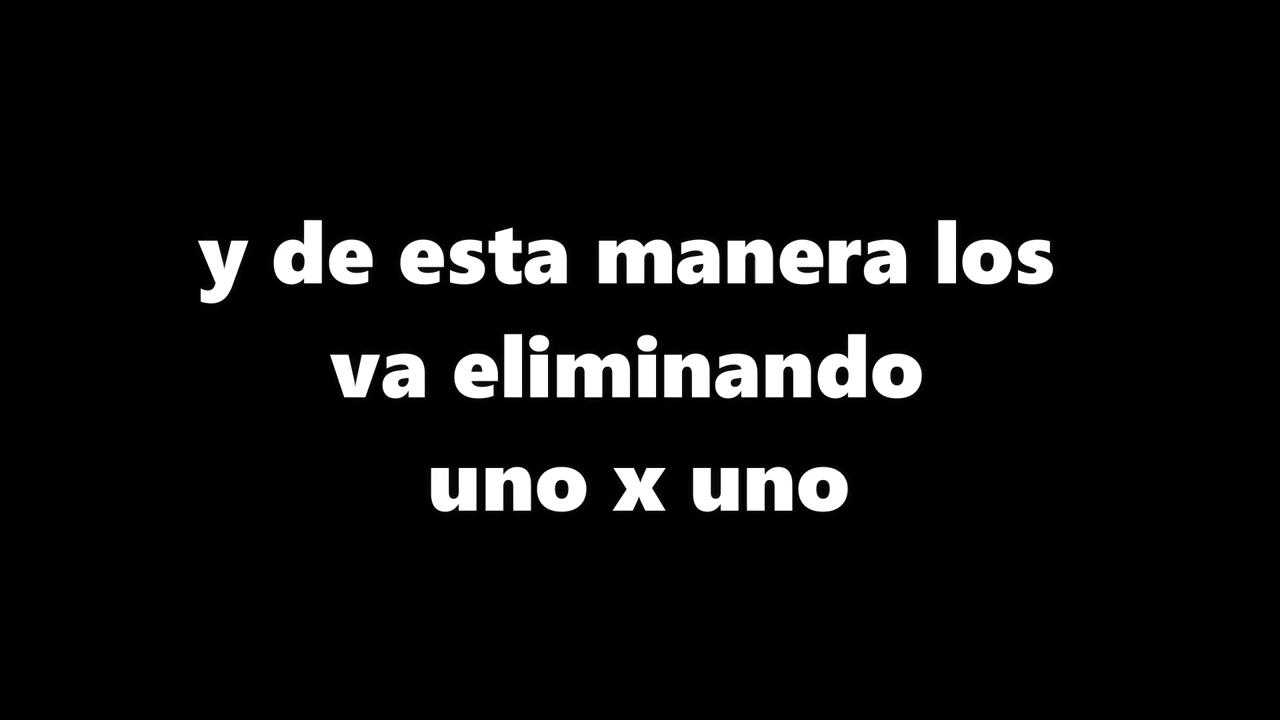 y de esta manera los
va eliminando
uno x uno